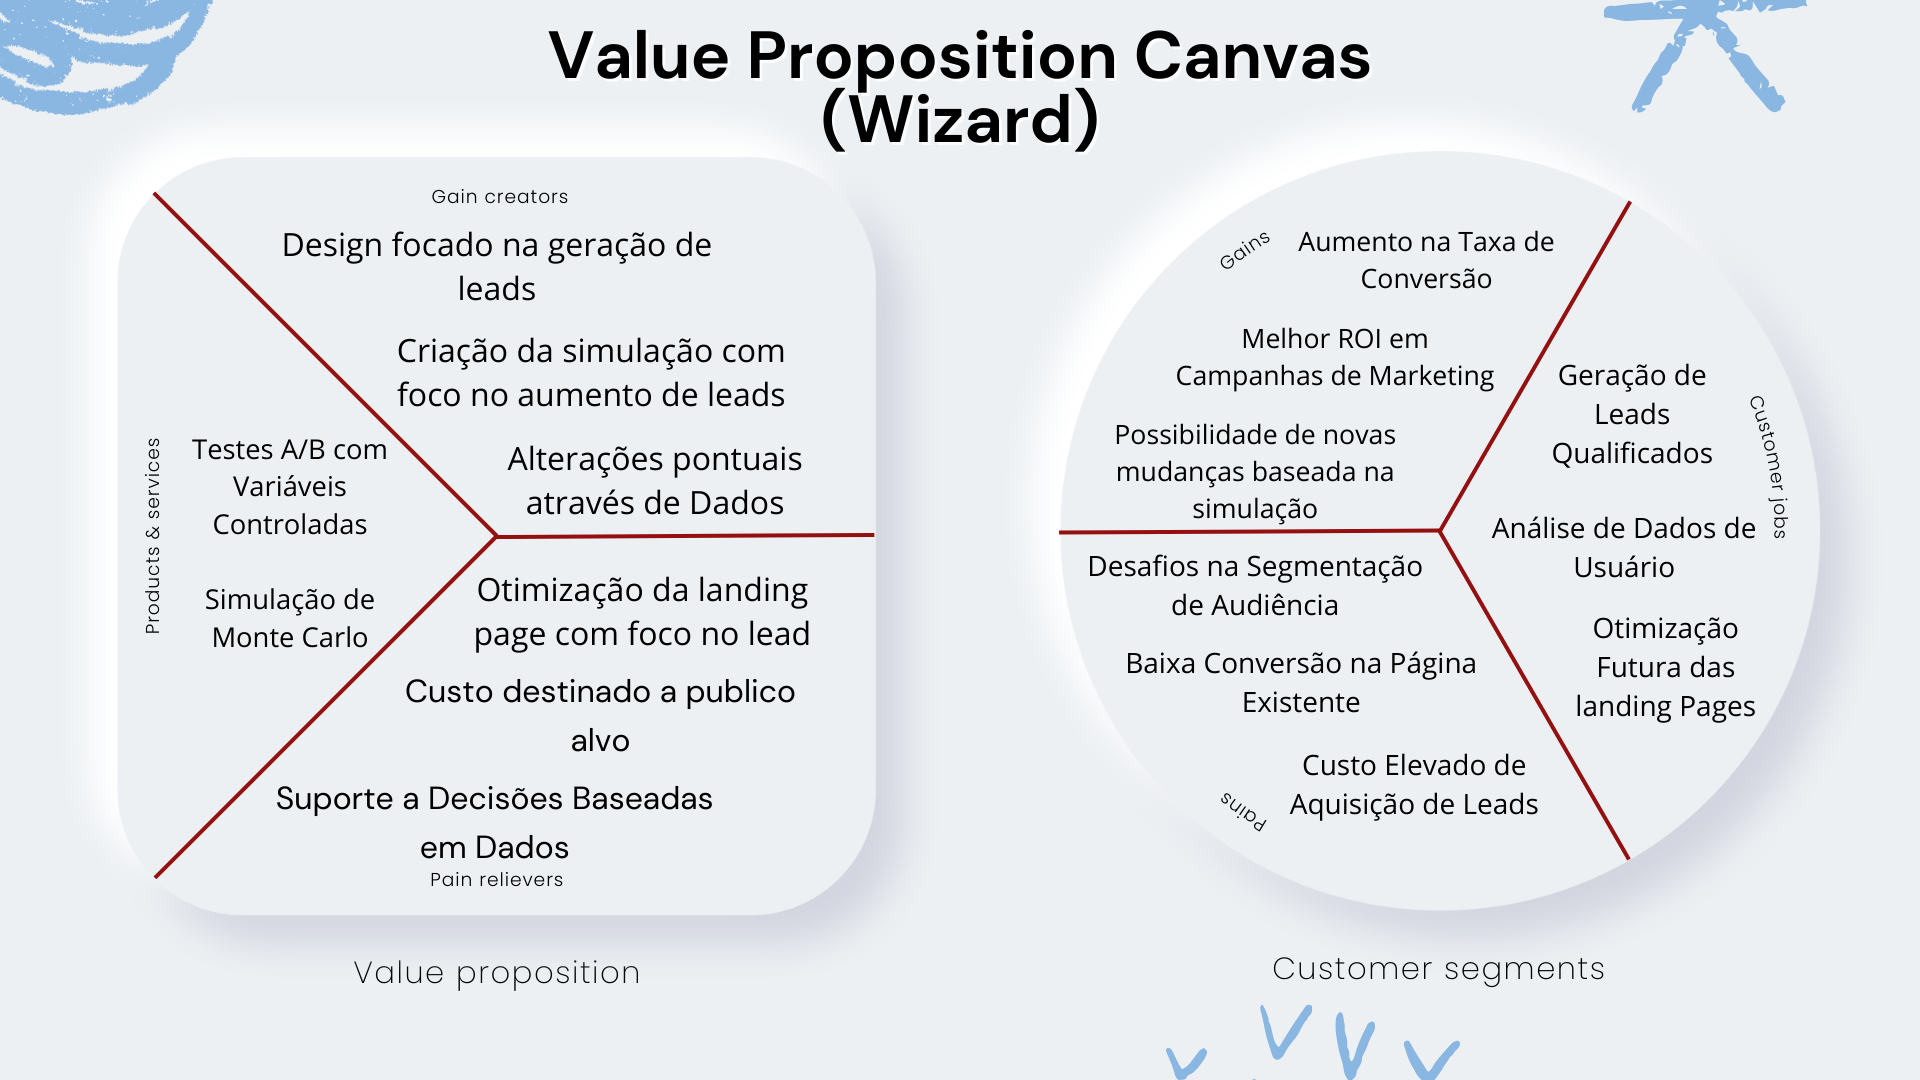 Value Proposition Canvas
(Wizard)
Gain creators
Design focado na geração de
leads
Criação da simulação com
foco no aumento de leads
Alterações pontuais
através de Dados
Products & services
Testes A/B com
Variáveis
Controladas
Simulação de
Monte Carlo
Otimização da landing
page com foco no lead
Custo destinado a publico
alvo
Suporte a Decisões Baseadas
em Dados
Pain relievers
Value proposition
Gains
Aumento na Taxa de
Conversão
Melhor ROI em
Campanhas de Marketing
Possibilidade de novas
mudanças baseada na
simulação
Customer jobs
Geração de
Leads
Qualificados
Análise de Dados de
Usuário
Otimização
Futura das
landing Pages
Desafios na Segmentação
de Audiência
Baixa Conversão na Página
Existente
Custo Elevado de
Aquisição de Leads
Pains
Customer segments